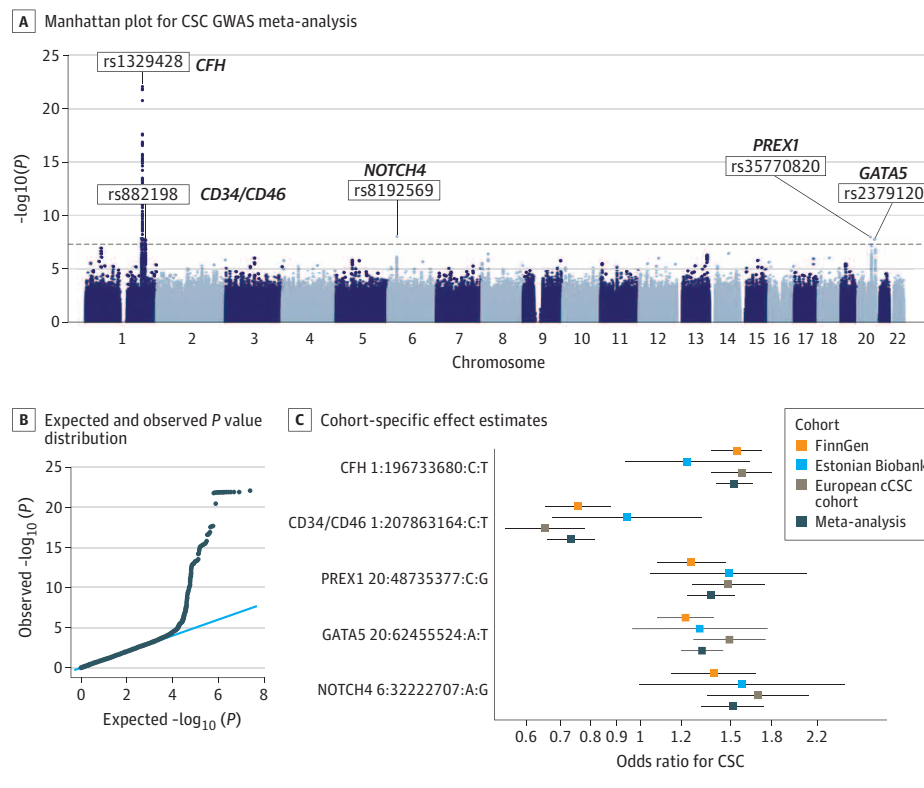 A Manhattan plot for CSC GWAS meta-analysis
25
20
15
10
5
0
-log10(P)
rs1329428 CFH
rs882198 CD34/CD46
NOTCH4
rs8192569
PREX1
rs35770820
GATA5
rs2379120
1 2 3 4 5 6 7 8 9 10 11 12 13 14 15 16 17 18 20 22
Chromosome
B Expected and observed P value
distribution
25
20
15
10
5
0
Observed -log10 (P)
0 2 4 6 8
Expected -log10 (P)
C Cohort-specific effect estimates
Cohort
FinnGen
Estonian Biobank
European cCSC
cohort
Meta-analysis
CFH 1:196733680:C:T
CD34/CD46 1:207863164:C:T
PREX1 20:48735377:C:G
GATA5 20:62455524:A:T
NOTCH4 6:32222707:A:G
0.6 0.7 0.8 0.9 1 1.2 1.5 1.8 2.2
Odds ratio for CSC